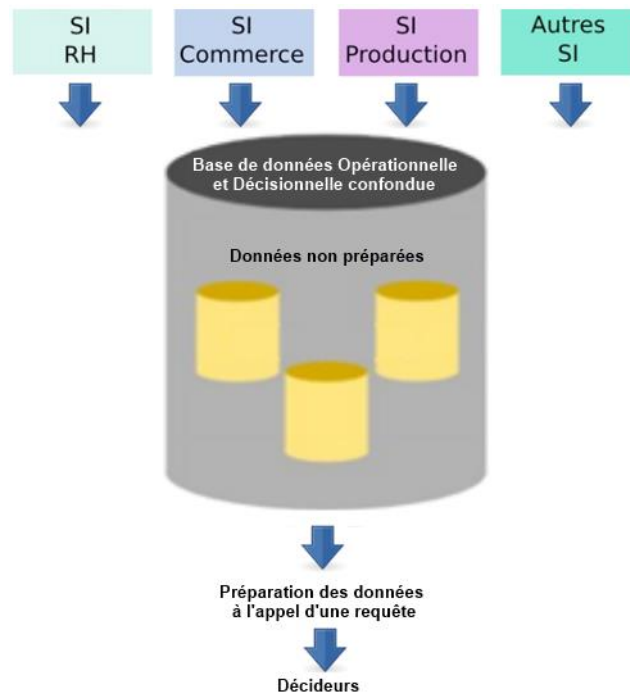 SI
RH
SI
Commerce
SI
Production
Autres
SI
Base de données Opérationnelle
et Décisionnelle confondue
Données non préparées
Préparation des données
à l'appel d'une requête
Décideurs